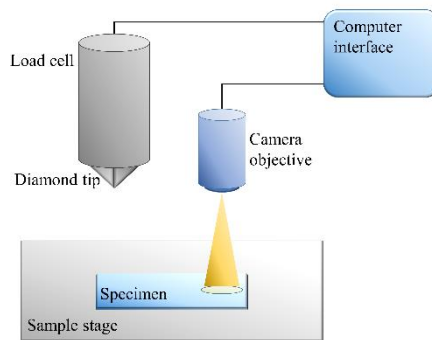 Computer
interface
Load cell
Camera
objective
Diamond tip
Specimen
Sample stage